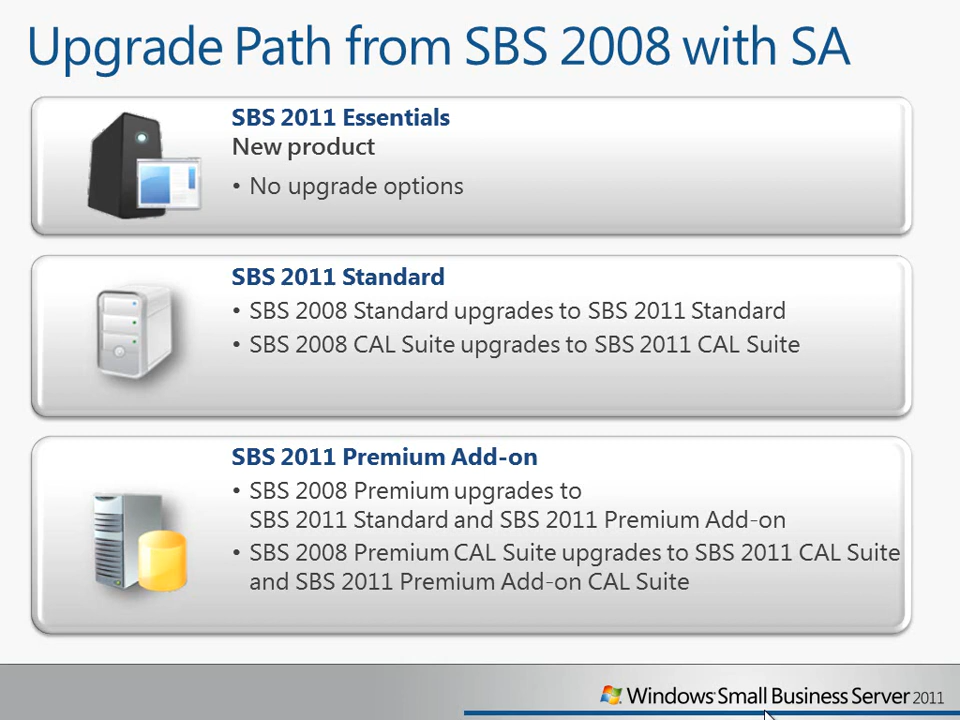 Upgrade Path from SBS 2008 with SA
SBS 2011 Essentials
New product
• No upgrade options
SBS 2011 Standard
• SBS 2008 Standard upgrades to SBS 2011 Standard
• SBS 2008 CAL Suite upgrades to SBS 2011 CAL Suite
SBS 2011 Premium Add-on
• SBS 2008 Premium upgrades to
SBS 2011 Standard and SBS 2011 Premium Add-on
• SBS 2008 Premium CAL Suite upgrades to SBS 2011 CAL Suite
and SBS 2011 Premium Add-on CAL Suite
Windows Small Business Server 2011